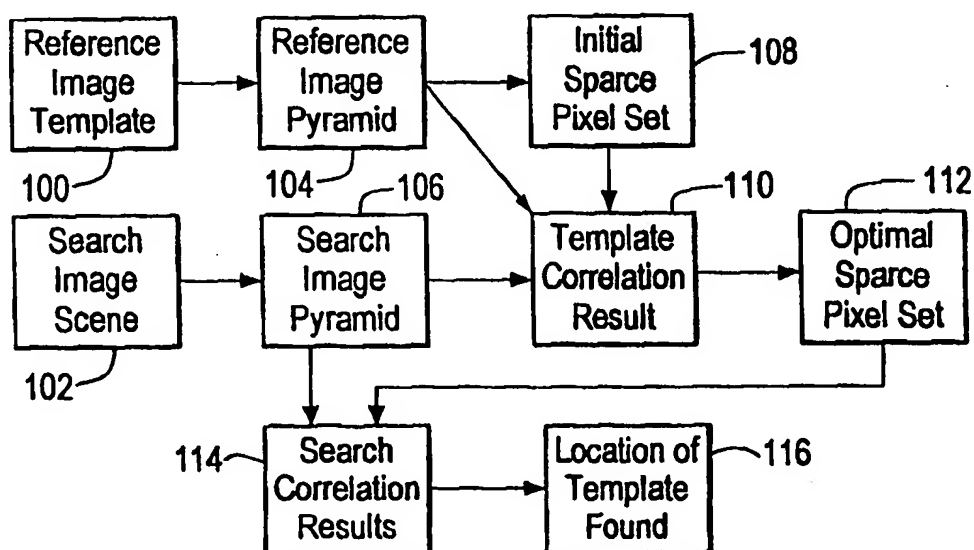 Reference
Image
Template
100
Reference
Image
Pyramid
104
Initial
Sparce
Pixel Set
108
Search
Image
Scene
102
Search
Image
Pyramid
106
Template
Correlation
Result
110
Optimal
Sparce
Pixel Set
112
114
Search
Correlation
Results
Location of
Template
Found
116